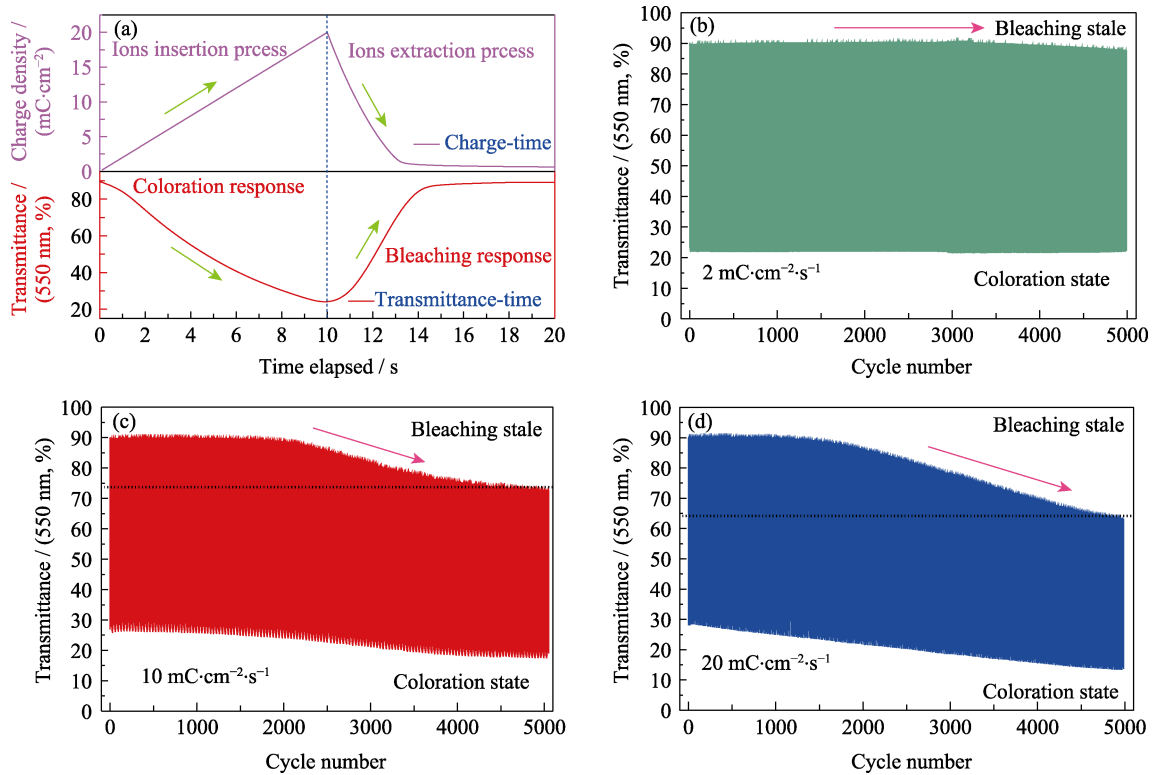 (a)
Ions insertion prcess
Ions extraction prcess
Charge density /
(mC·cm⁻²)
20
15
10
5
0
Charge-time
Coloration response
Bleaching response
Transmittance-time
Transmittance /
(550 nm, %)
80
60
40
20
0 2 4 6 8 10 12 14 16 18 20
Time elapsed / s
(b)
Bleaching stale
Transmittance / (550 nm, %)
100
90
80
70
60
50
40
30
20
10
0
2 mC·cm⁻²·s⁻¹
Coloration state
0 1000 2000 3000 4000 5000
Cycle number
(c)
Bleaching stale
Transmittance / (550 nm, %)
100
90
80
70
60
50
40
30
20
10
0
10 mC·cm⁻²·s⁻¹
Coloration state
0 1000 2000 3000 4000 5000
Cycle number
(d)
Bleaching stale
Transmittance / (550 nm, %)
100
90
80
70
60
50
40
30
20
10
0
20 mC·cm⁻²·s⁻¹
Coloration state
0 1000 2000 3000 4000 5000
Cycle number